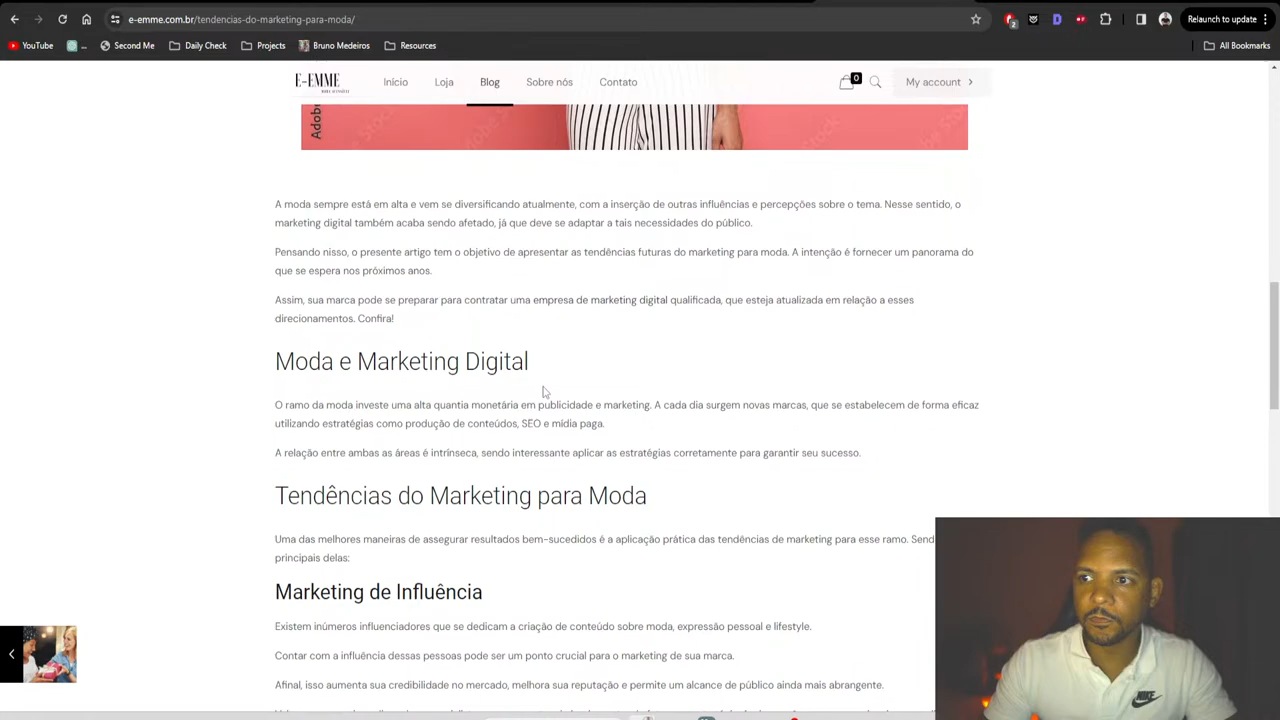 e-emme.com.br/tendencias-do-marketing-para-moda/
2
Relaunch to update
YouTube
...
Second Me
Daily Check
Projects
Bruno Medeiros
Resources
All Bookmarks
E-EMME
Início
Loja
Blog
Sobre nós
Contato
0
My account
Adobe
A moda sempre está em alta e vem se diversificando atualmente, com a inserção de outras influências e percepções sobre o tema. Nesse sentido, o
marketing digital também acaba sendo afetado, já que deve se adaptar a tais necessidades do público.
Pensando nisso, o presente artigo tem o objetivo de apresentar as tendências futuras do marketing para moda. A intenção é fornecer um panorama do
que se espera nos próximos anos.
Assim, sua marca pode se preparar para contratar uma empresa de marketing digital qualificada, que esteja atualizada em relação a esses
direcionamentos. Confira!
Moda e Marketing Digital
O ramo da moda investe uma alta quantia monetária em publicidade e marketing. A cada dia surgem novas marcas, que se estabelecem de forma eficaz
utilizando estratégias como produção de conteúdos, SEO e mídia paga.
A relação entre ambas as áreas é intrínseca, sendo interessante aplicar as estratégias corretamente para garantir seu sucesso.
Tendências do Marketing para Moda
Uma das melhores maneiras de assegurar resultados bem-sucedidos é a aplicação prática das tendências de marketing para esse ramo. Send
principais delas:
Marketing de Influência
Existem inúmeros influenciadores que se dedicam a criação de conteúdo sobre moda, expressão pessoal e lifestyle.
Contar com a influência dessas pessoas pode ser um ponto crucial para o marketing de sua marca.
Afinal, isso aumenta sua credibilidade no mercado, melhora sua reputação e permite um alcance de público ainda mais abrangente.